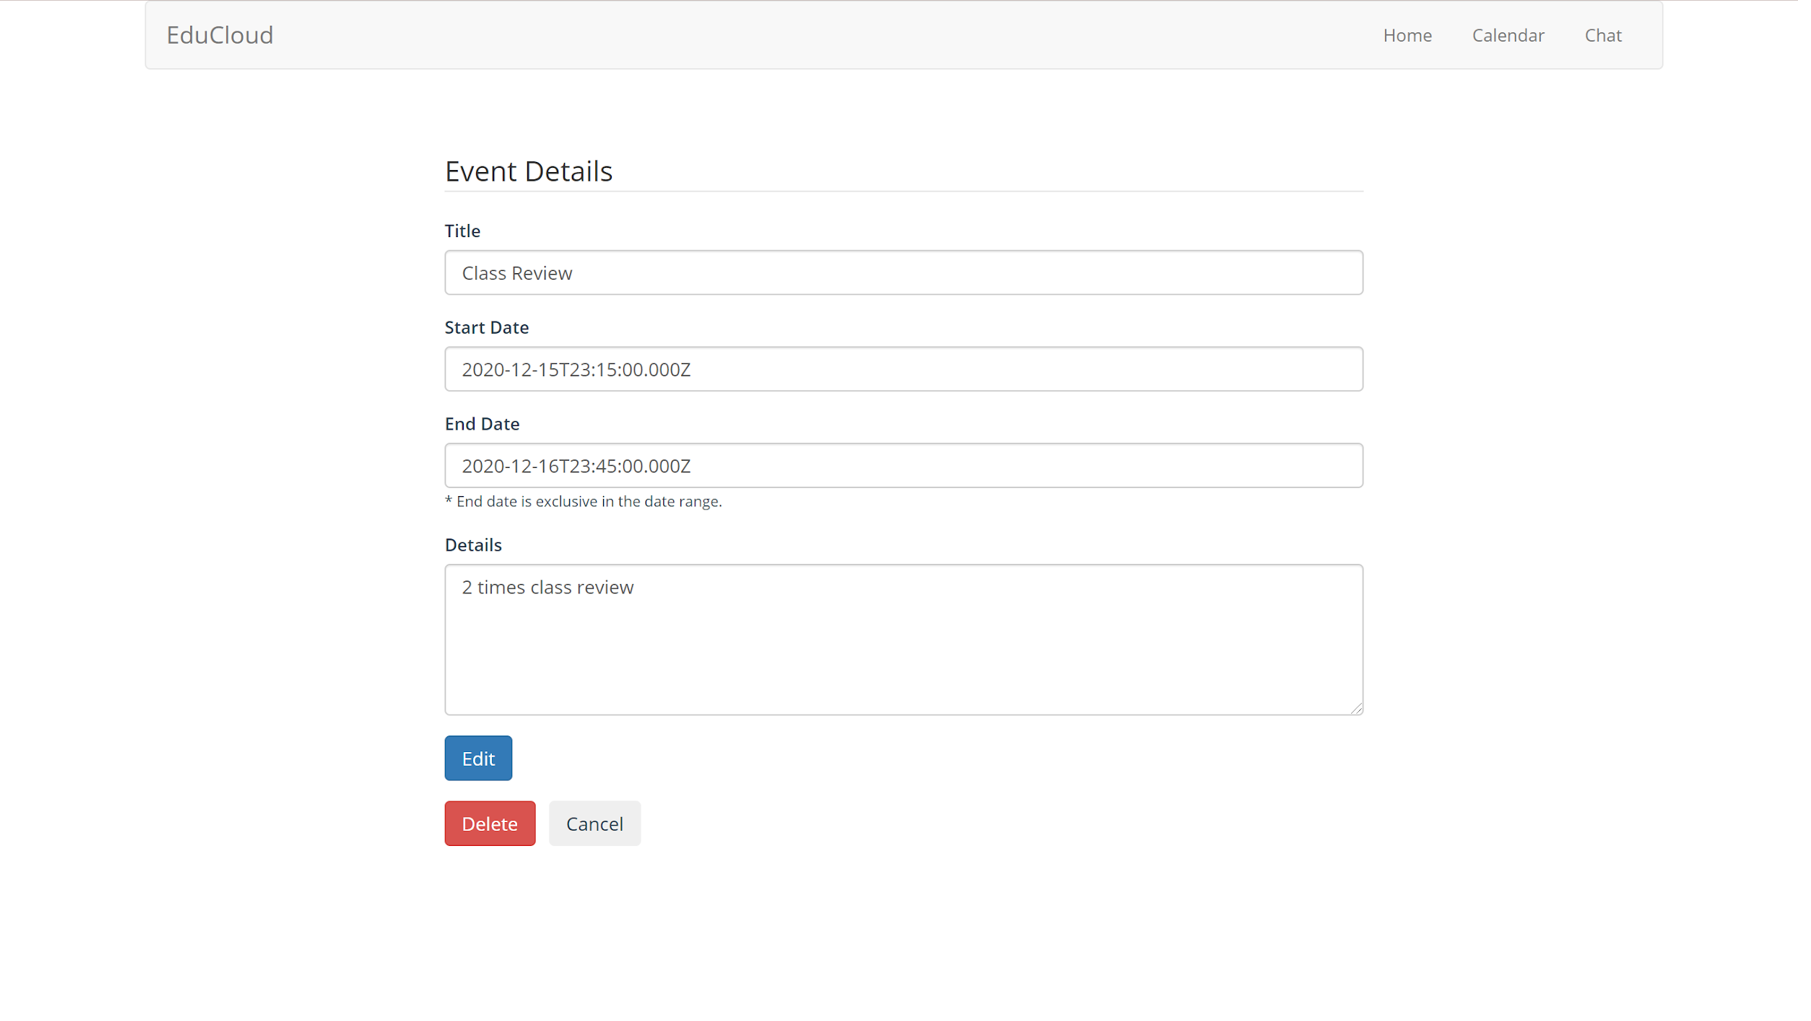 EduCloud
Home Calendar Chat
Event Details
Title
Class Review
Start Date
2020-12-15T23:15:00.000Z
End Date
2020-12-16T23:45:00.000Z
* End date is exclusive in the date range.
Details
2 times class review
Edit
Delete Cancel